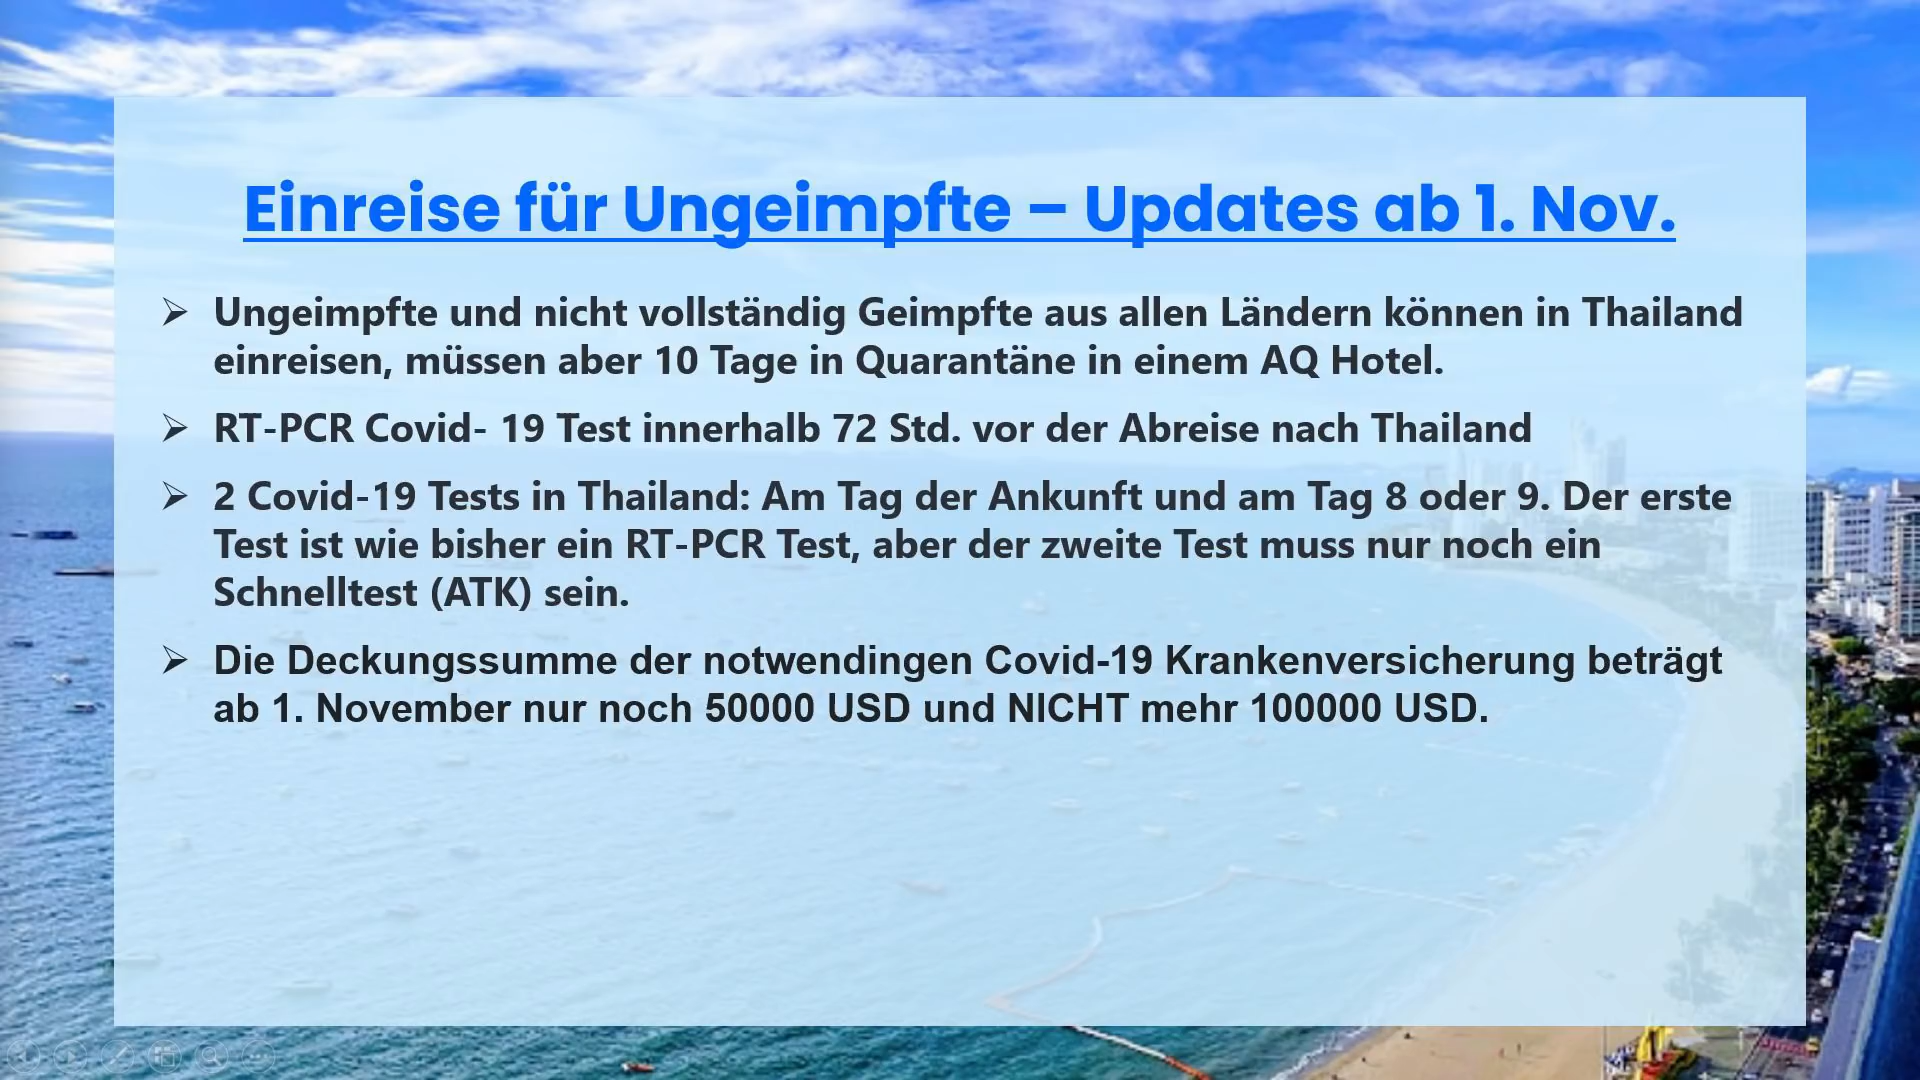 Einreise für Ungeimpfte – Updates ab 1. Nov.
➢ Ungeimpfte und nicht vollständig Geimpfte aus allen Ländern können in Thailand
einreisen, müssen aber 10 Tage in Quarantäne in einem AQ Hotel.
➢ RT-PCR Covid- 19 Test innerhalb 72 Std. vor der Abreise nach Thailand
➢ 2 Covid-19 Tests in Thailand: Am Tag der Ankunft und am Tag 8 oder 9. Der erste
Test ist wie bisher ein RT-PCR Test, aber der zweite Test muss nur noch ein
Schnelltest (ATK) sein.
➢ Die Deckungssumme der notwendingen Covid-19 Krankenversicherung beträgt
ab 1. November nur noch 50000 USD und NICHT mehr 100000 USD.